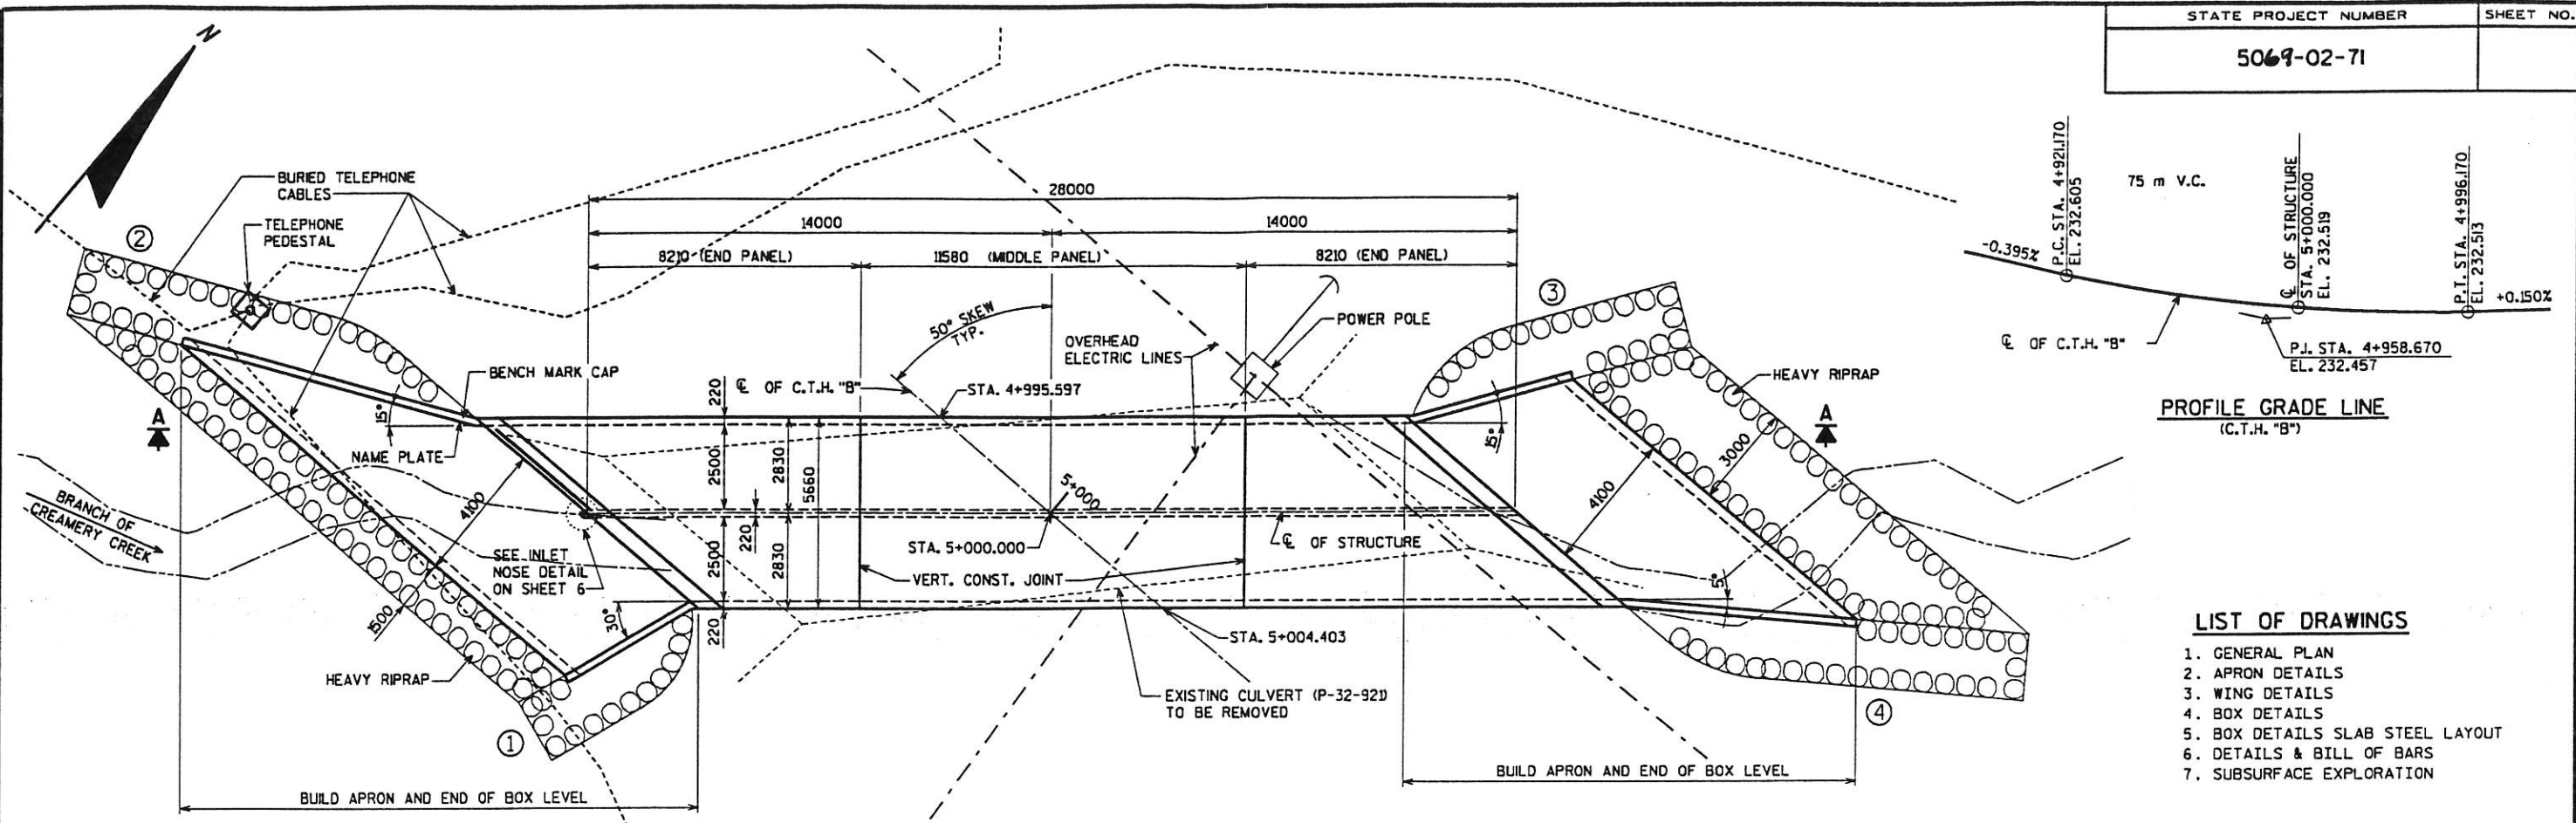 STATE PROJECT NUMBER
SHEET NO.
5069-02-71
N
BURIED TELEPHONE
CABLES
TELEPHONE
PEDESTAL
2
28000
14000
14000
8210 (END PANEL)
11580 (MIDDLE PANEL)
8210 (END PANEL)
50° SKEW
TYP.
OVERHEAD
ELECTRIC LINES
POWER POLE
3
BENCH MARK CAP
℄ OF C.T.H. "B"
STA. 4+995.597
HEAVY RIPRAP
A
A
15°
15°
NAME PLATE
220
2500
2830
5660
220
2500
2830
220
4100
4100
3000
5+000
STA. 5+000.000
℄ OF STRUCTURE
BRANCH OF
CREAMERY CREEK
SEE INLET
NOSE DETAIL
ON SHEET 6
VERT. CONST. JOINT
5°
30°
1500
STA. 5+004.403
HEAVY RIPRAP
EXISTING CULVERT (P-32-921)
TO BE REMOVED
1
4
BUILD APRON AND END OF BOX LEVEL
BUILD APRON AND END OF BOX LEVEL
P.C. STA. 4+921.170
EL. 232.605
75 m V.C.
℄ OF STRUCTURE
STA. 5+000.000
EL. 232.519
P.T. STA. 4+996.170
EL. 232.513
-0.395%
+0.150%
℄ OF C.T.H. "B"
P.I. STA. 4+958.670
EL. 232.457
PROFILE GRADE LINE
(C.T.H. "B")
LIST OF DRAWINGS
1. GENERAL PLAN
2. APRON DETAILS
3. WING DETAILS
4. BOX DETAILS
5. BOX DETAILS SLAB STEEL LAYOUT
6. DETAILS & BILL OF BARS
7. SUBSURFACE EXPLORATION